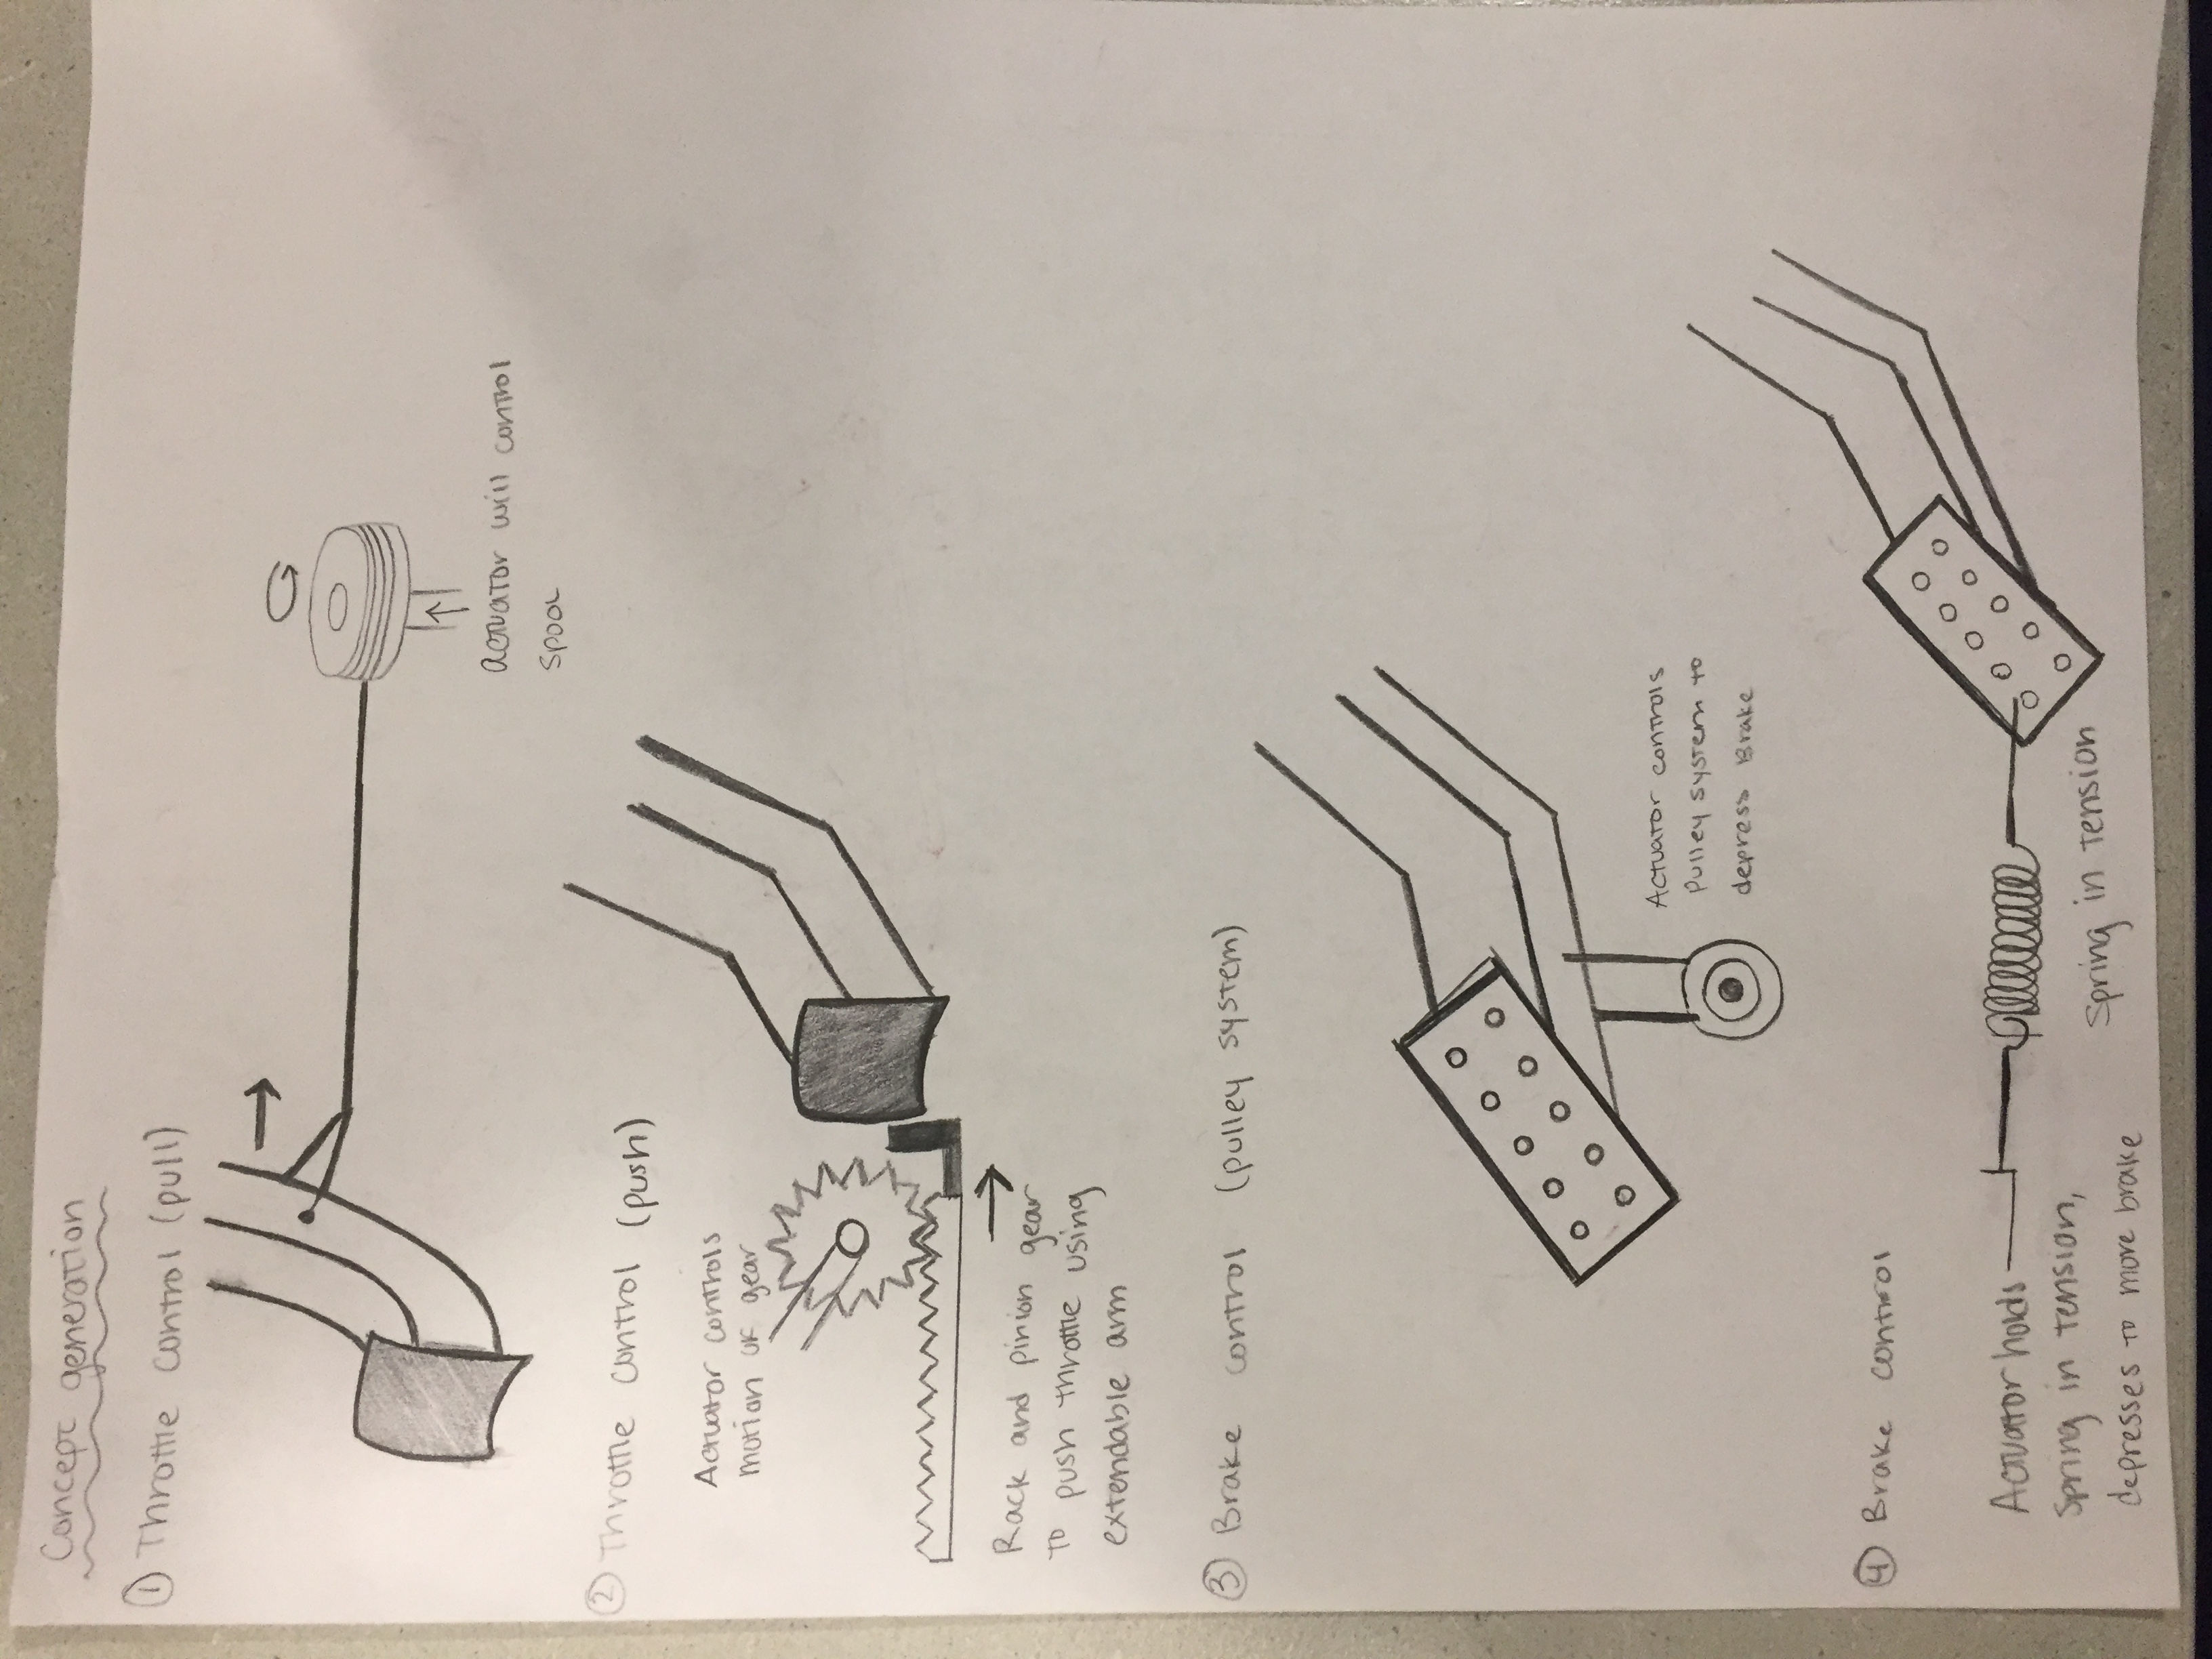 Concept generation
① Throttle control (pull)
actuator will control
spool
② Throttle control (push)
Actuator controls
motion of gear
Rack and pinion gear
to push throttle using
extendable arm
③ Brake control (pulley system)
Actuator controls
pulley system to
depress Brake
④ Brake control
Actuator holds
spring in tension,
depresses to more brake
Spring in tension